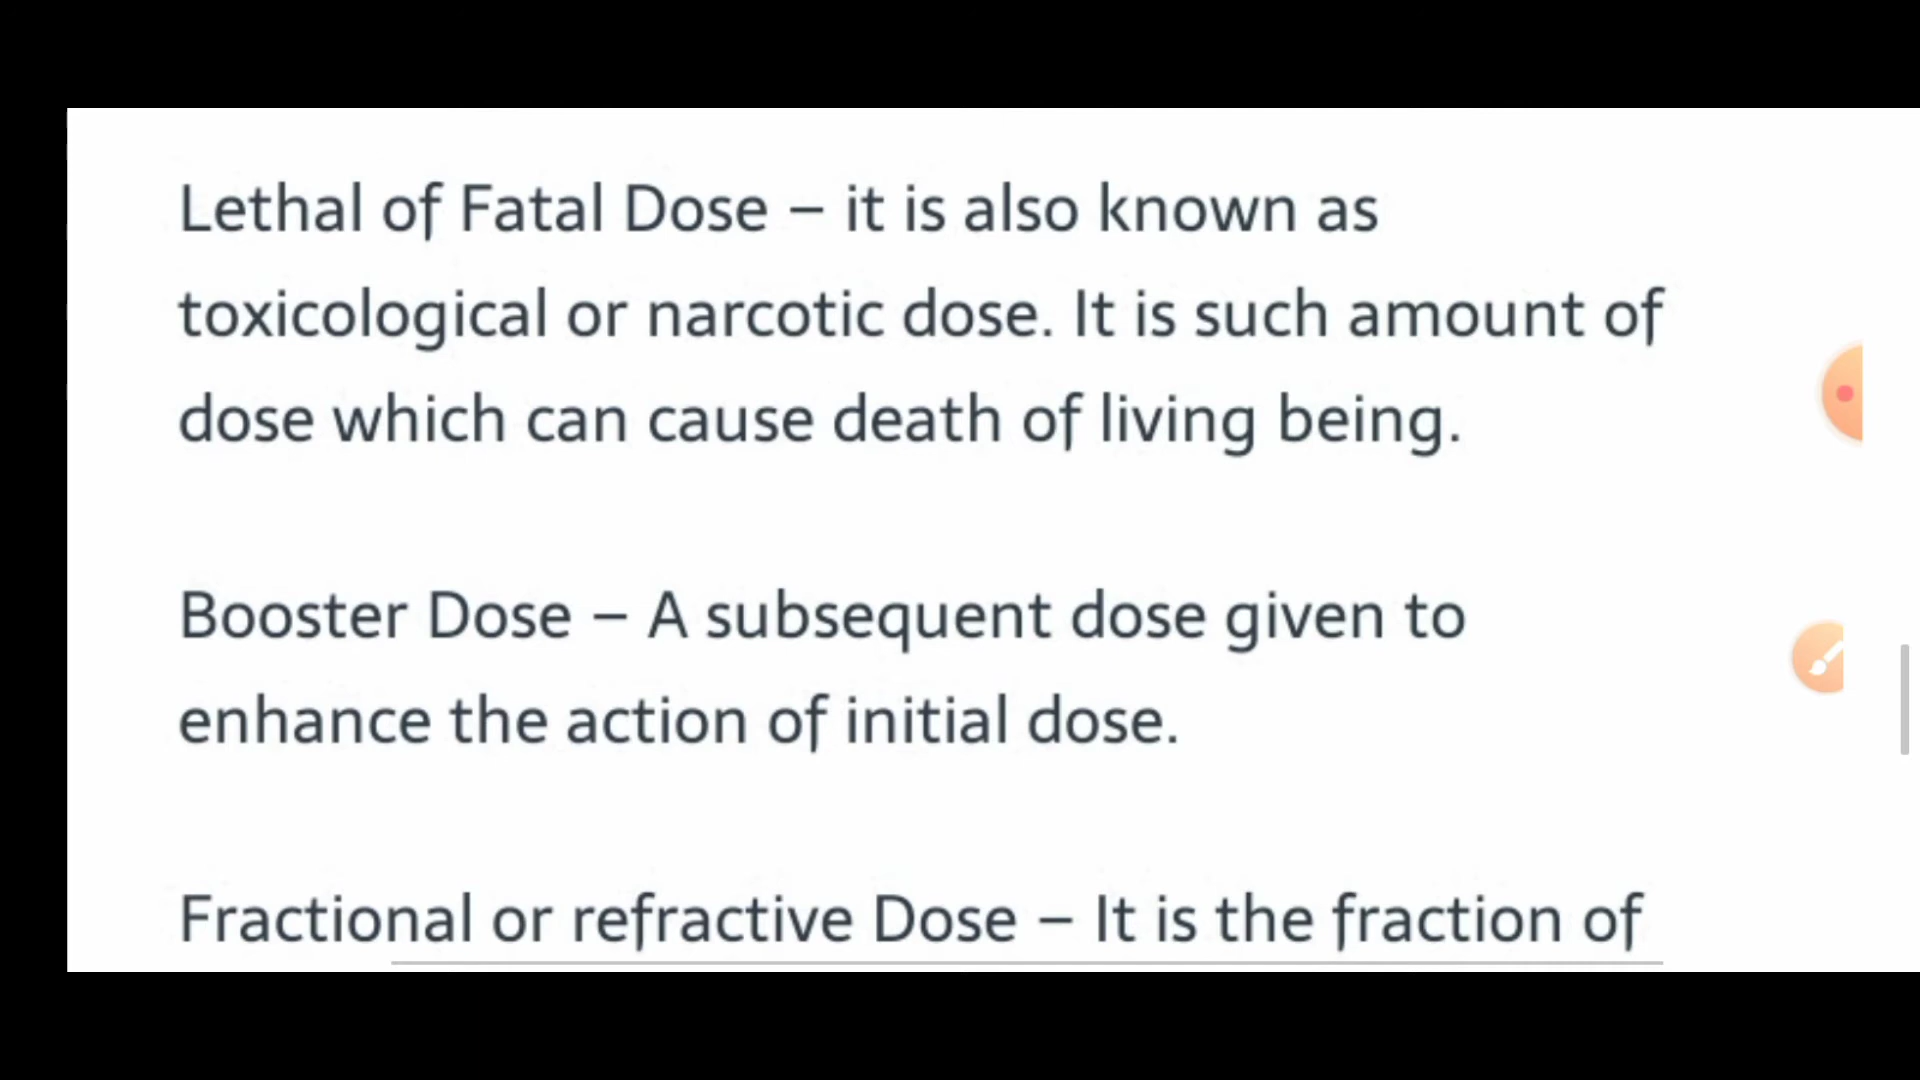 Lethal of Fatal Dose – it is also known as
toxicological or narcotic dose. It is such amount of
dose which can cause death of living being.
Booster Dose – A subsequent dose given to
enhance the action of initial dose.
Fractional or refractive Dose – It is the fraction of